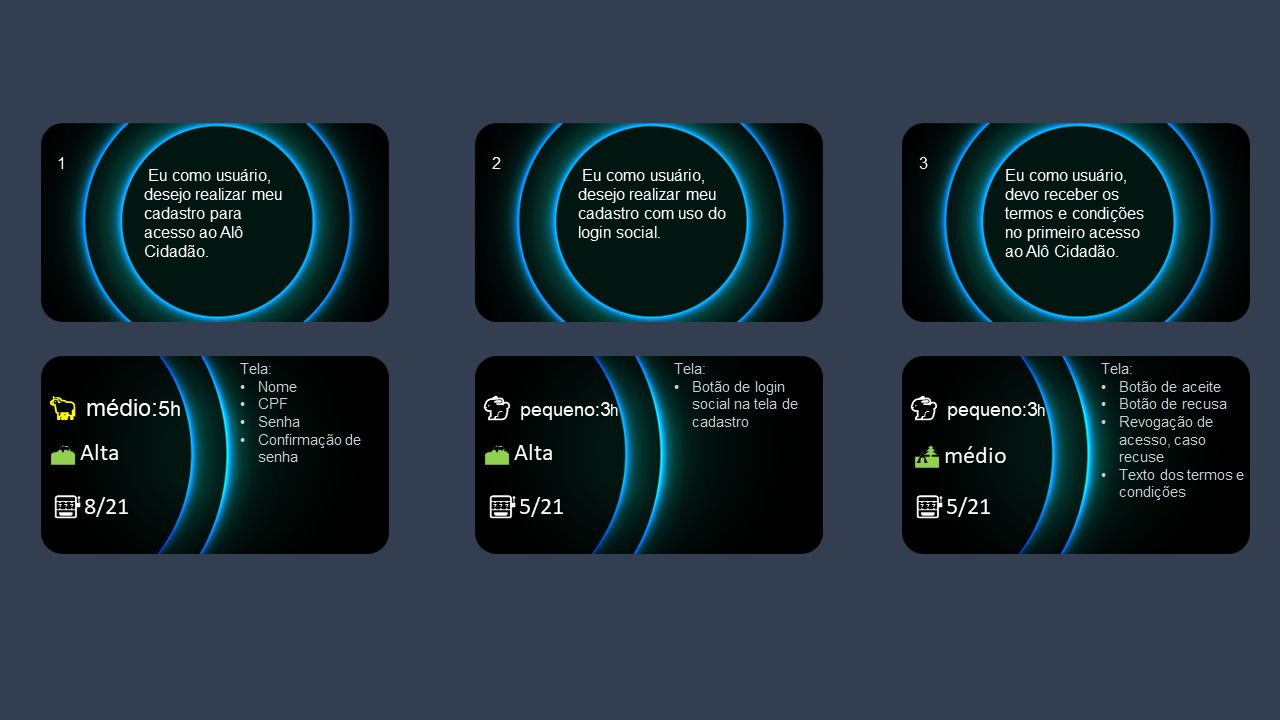 1
Eu como usuário,
desejo realizar meu
cadastro para
acesso ao Alô
Cidadão.
2
Eu como usuário,
desejo realizar meu
cadastro com uso do
login social.
3
Eu como usuário,
devo receber os
termos e condições
no primeiro acesso
ao Alô Cidadão.
médio:5h
Alta
8/21
Tela:
• Nome
• CPF
• Senha
• Confirmação de
senha
pequeno:3h
Alta
5/21
Tela:
• Botão de login
social na tela de
cadastro
pequeno:3h
médio
5/21
Tela:
• Botão de aceite
• Botão de recusa
• Revogação de
acesso, caso
recuse
• Texto dos termos e
condições